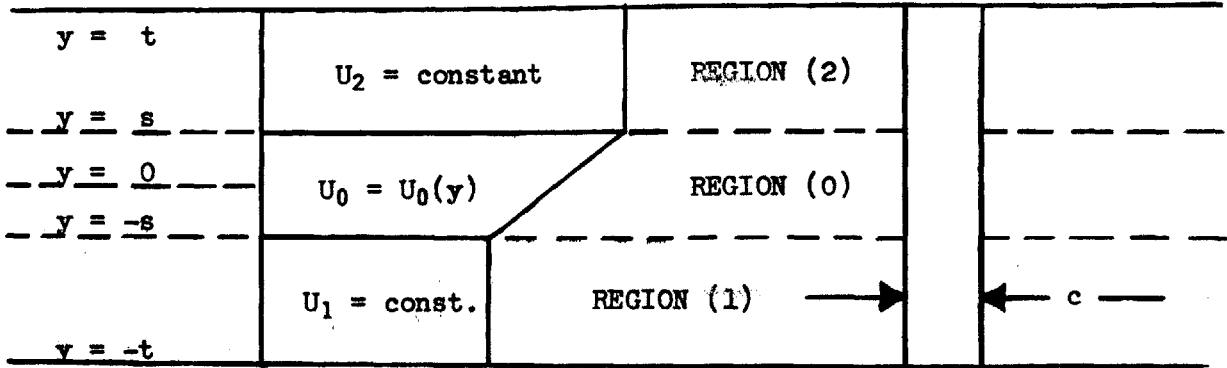 y = t
U2 = constant
REGION (2)
y = s
y = 0
U0 = U0(y)
REGION (0)
y = -s
U1 = const.
REGION (1)
c
y = -t